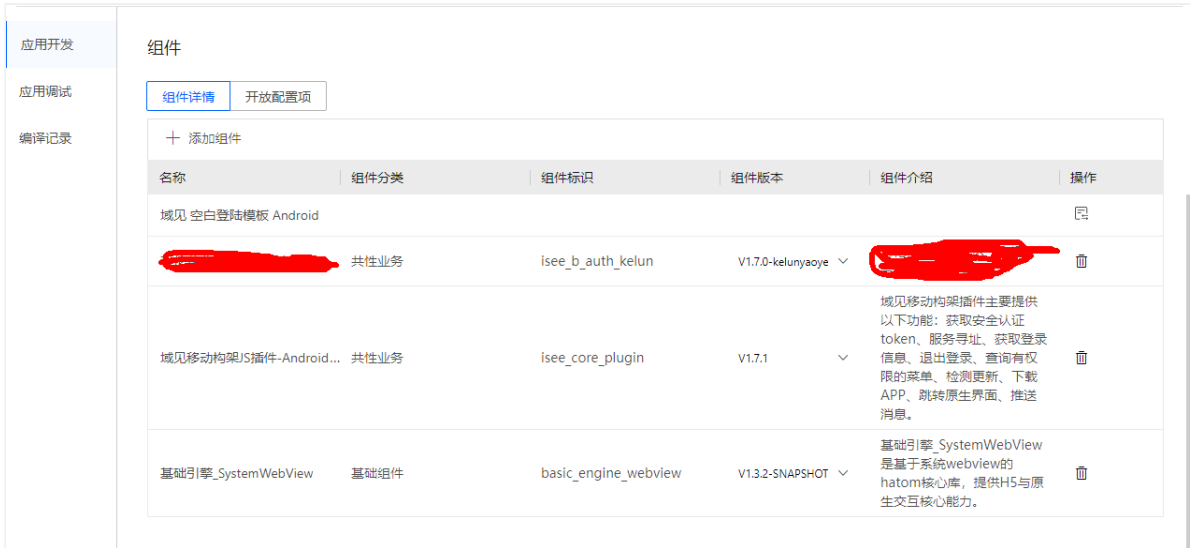 应用开发
应用调试
编译记录
组件
组件详情 开放配置项
添加组件
名称 组件分类 组件标识 组件版本 组件介绍 操作
域见 空白登陆模板 Android
共性业务 isee_b_auth_kelun V1.7.0-kelunyaoye
域见移动构架JS插件-Android... 共性业务 isee_core_plugin V1.7.1
域见移动构架插件主要提供
以下功能：获取安全认证
token、服务寻址、获取登录
信息、退出登录、查询有权
限的菜单、检测更新、下载
APP、跳转原生界面、推送
消息。
基础引擎_SystemWebView 基础组件 basic_engine_webview V1.3.2-SNAPSHOT
基础引擎_SystemWebView
是基于系统webview的
hatom核心库，提供H5与原
生交互核心能力。